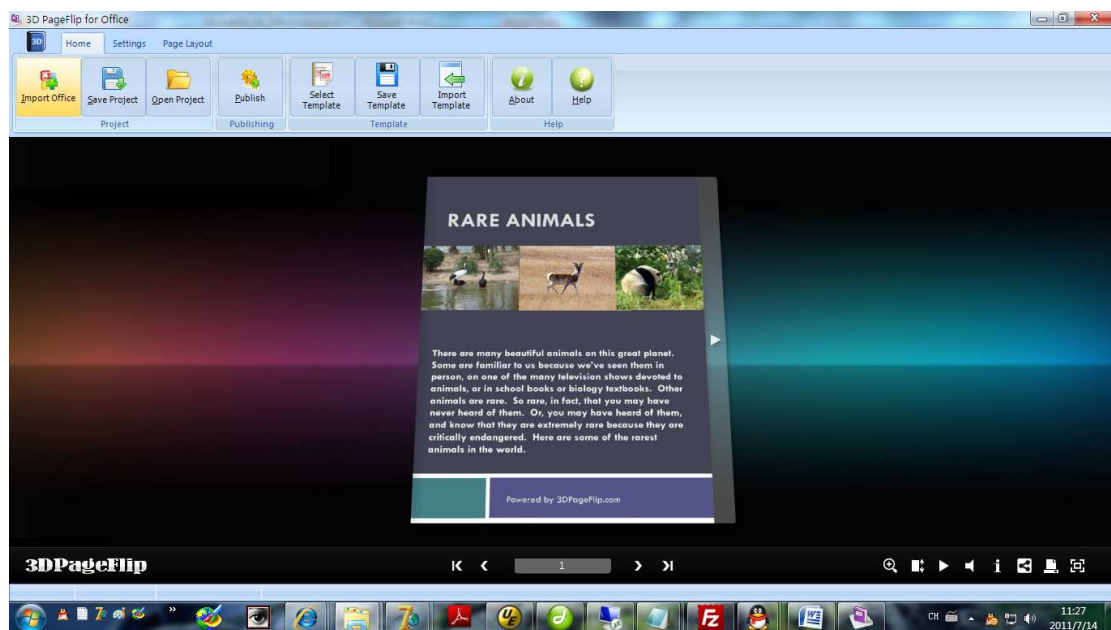 3D PageFlip for Office
3D Home Settings Page Layout
Import Office Save Project Open Project Publish Select Template Save Template Import Template About Help
Project Publishing Template Help
RARE ANIMALS
There are many beautiful animals on this great planet.
Some are familiar to us because we've seen them in
person, on one of the many television shows devoted to
animals, or in school books or biology textbooks. Other
animals are rare. So rare, in fact, that you may have
never heard of them. Or, you may have heard of them,
and know that they are extremely rare because they are
critically endangered. Here are some of the rarest
animals in the world.
Powered by 3DPageFlip.com
3DPageFlip
1
CH 11:27
2011/7/14